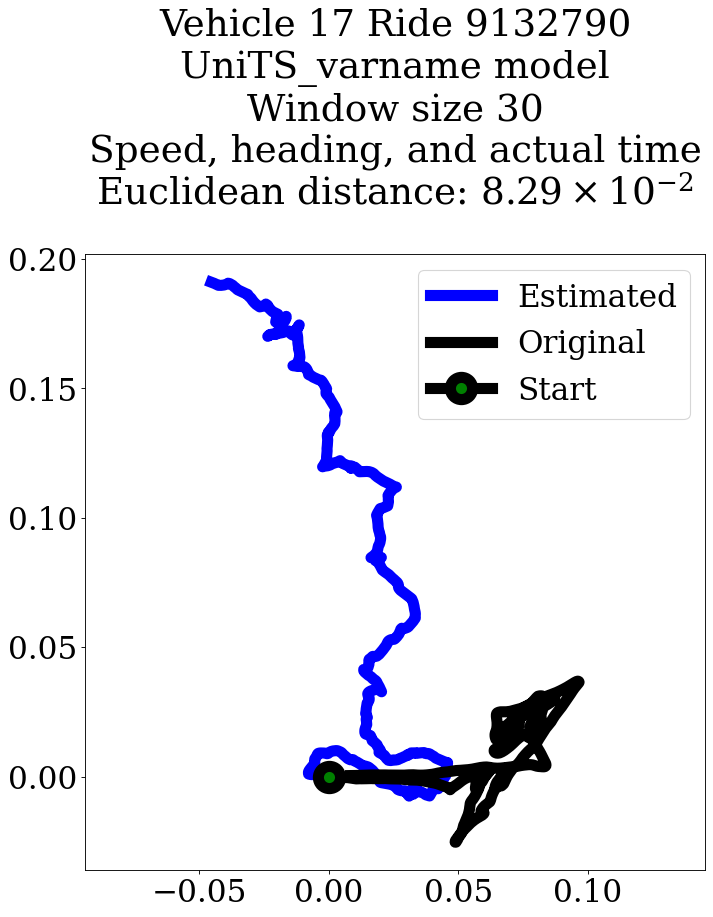 Vehicle 17 Ride 9132790
UniTS_varname model
Window size 30
Speed, heading, and actual time
Euclidean distance: 8.29 × 10⁻²
0.20
0.15
0.10
0.05
0.00
Estimated
Original
Start
−0.05
0.00
0.05
0.10